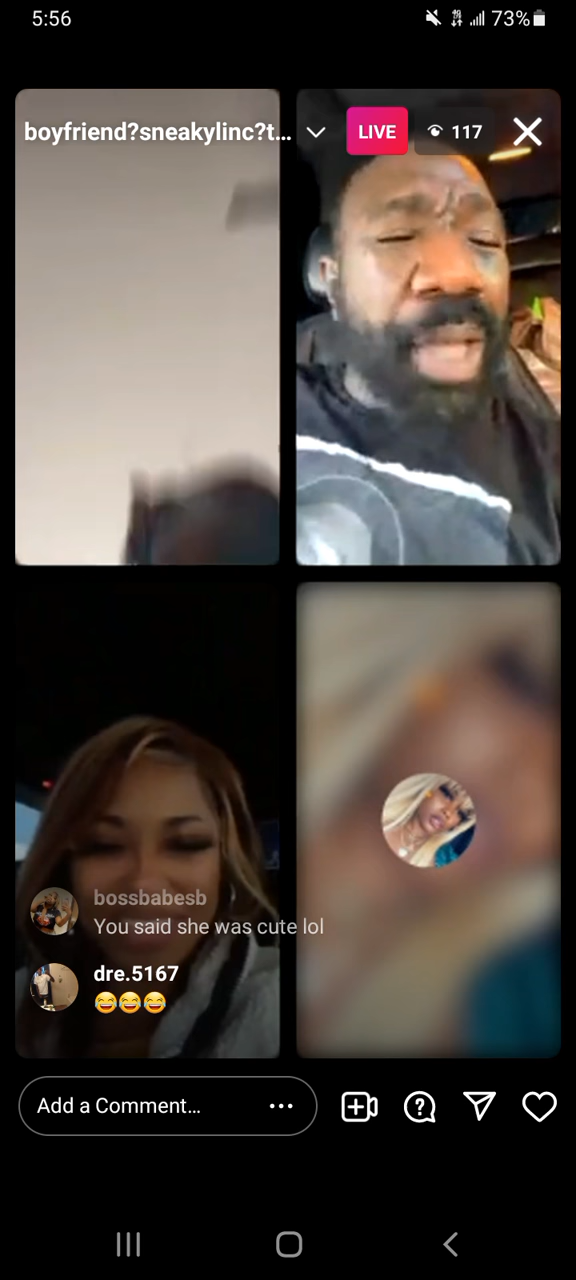 5:56
73%
boyfriend?sneakylinc?t...
LIVE
117
bossbabesb
You said she was cute lol
dre.5167
😂😂😂
Add a Comment...